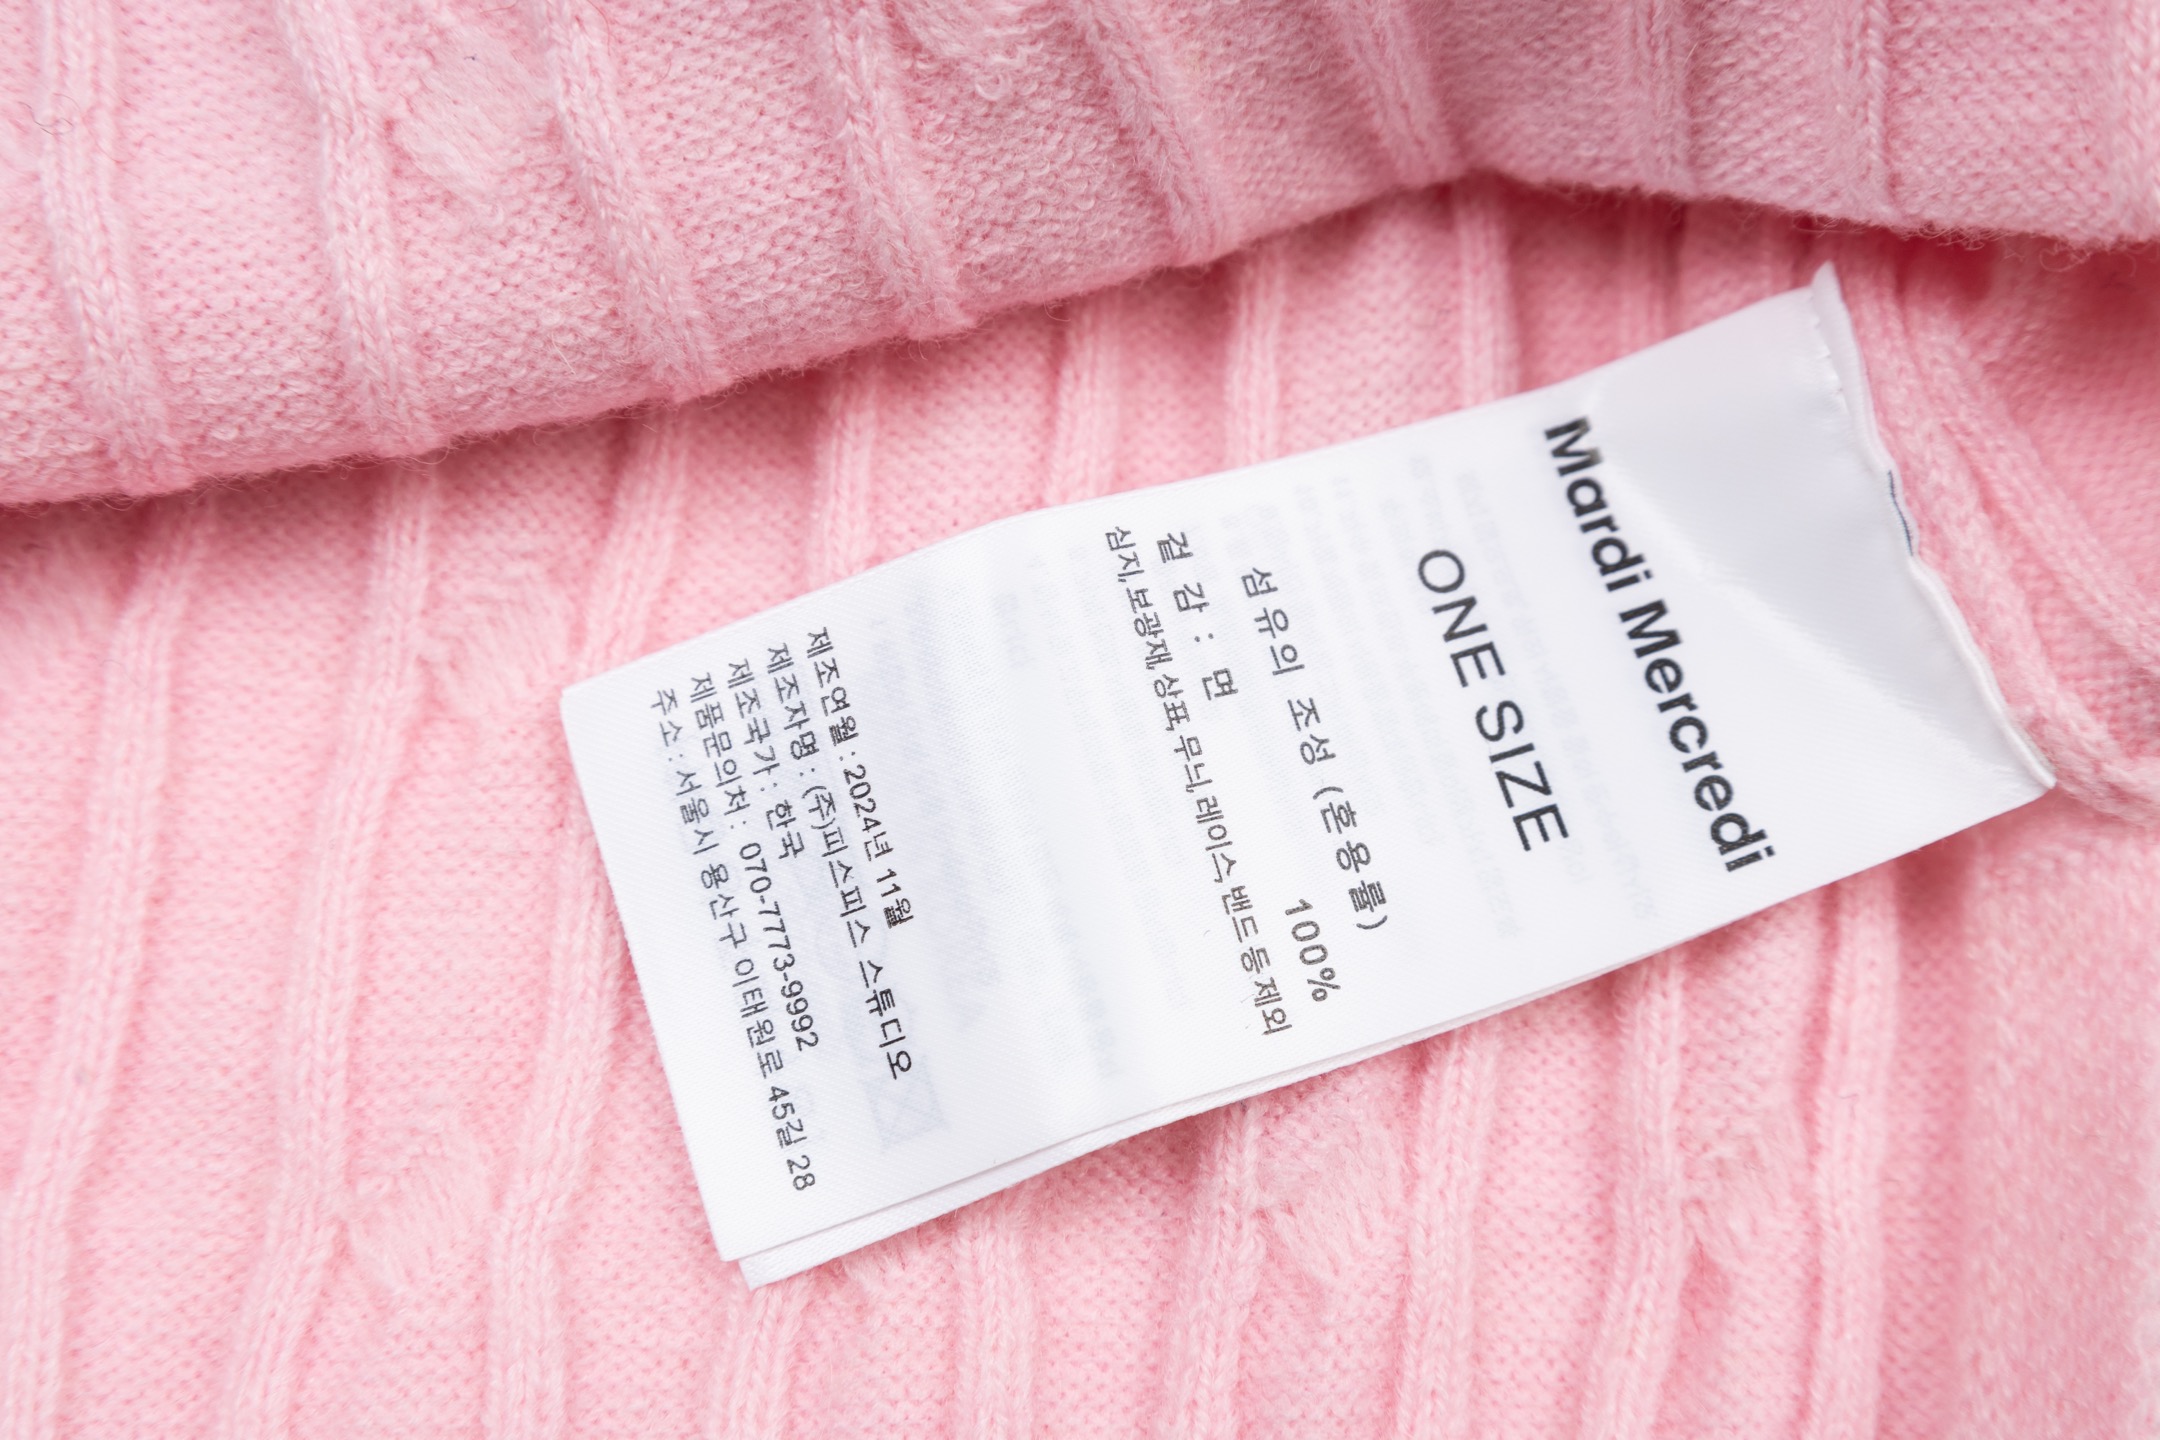 Mardi Mercredi
ONE SIZE
섬유의 조성 (혼용률)
겉 감 : 면 100%
심지,보광재,상표,무늬,레이스,밴드등제외
제조연월 : 2024년 11월
제조자명 : (주)피스피스 스튜디오
제조국가 : 한국
제품문의처 : 070-7773-9992
주소 : 서울시 용산구 이태원로 45길 28